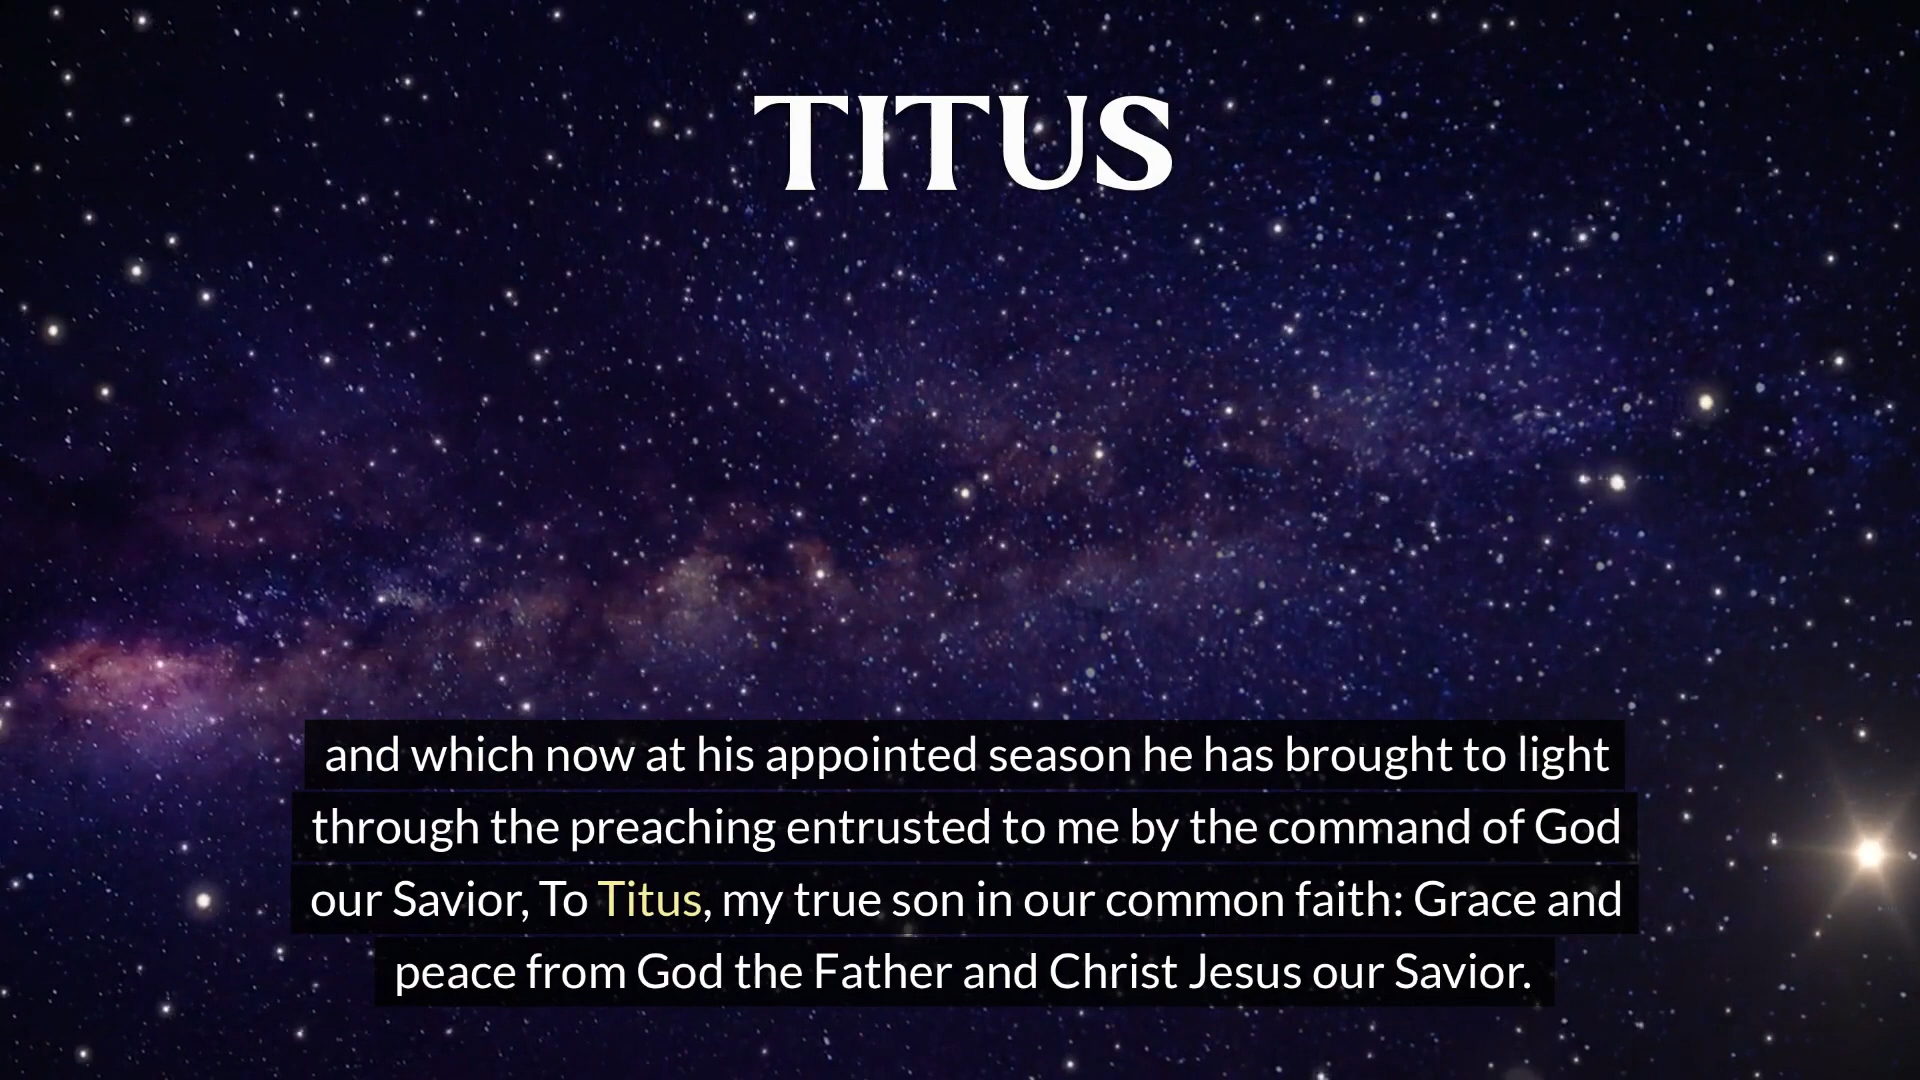 TITUS
and which now at his appointed season he has brought to light
through the preaching entrusted to me by the command of God
our Savior, To Titus, my true son in our common faith: Grace and
peace from God the Father and Christ Jesus our Savior.